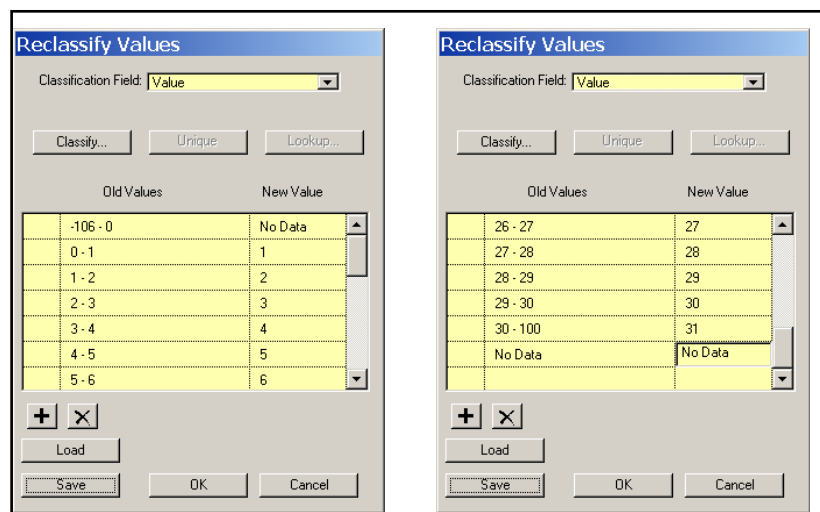 Reclassify Values
Classification Field: Value
Classify... Unique Lookup...
Old Values New Value
-106 - 0 No Data
0 - 1 1
1 - 2 2
2 - 3 3
3 - 4 4
4 - 5 5
5 - 6 6
Load
Save OK Cancel
Reclassify Values
Classification Field: Value
Classify... Unique Lookup...
Old Values New Value
26 - 27 27
27 - 28 28
28 - 29 29
29 - 30 30
30 - 100 31
No Data No Data
Load
Save OK Cancel